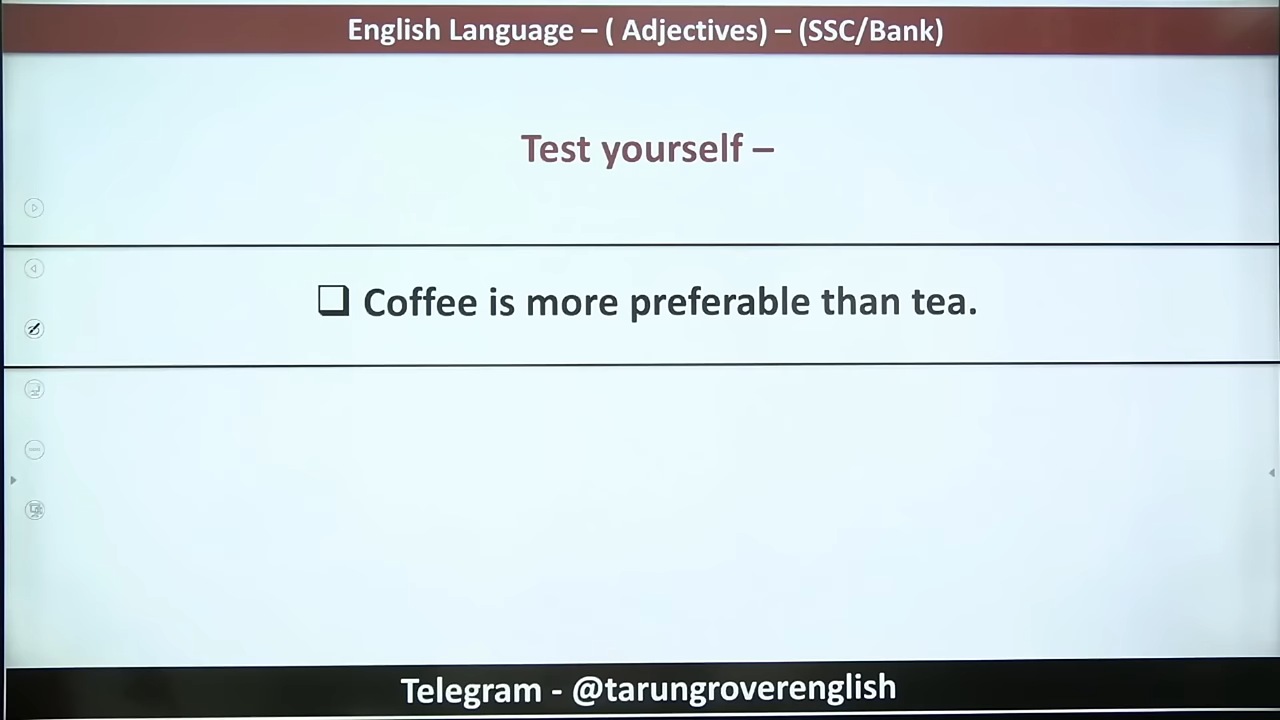 English Language – ( Adjectives) – (SSC/Bank)
Test yourself –
❑ Coffee is more preferable than tea.
Telegram - @tarungroverenglish